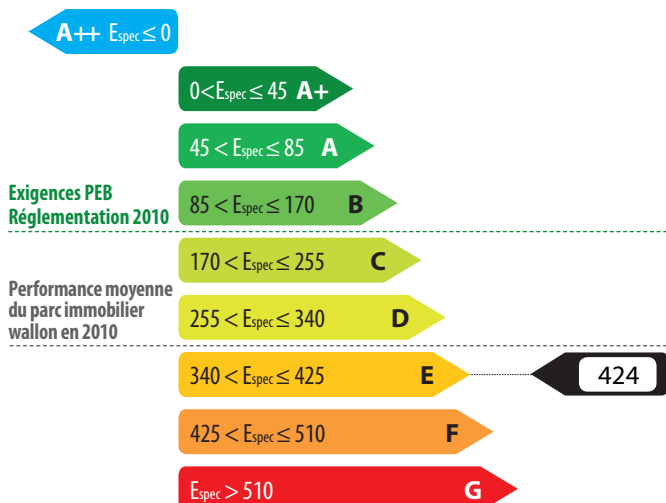 A++ Espec ≤ 0
0 < Espec ≤ 45 A+
45 < Espec ≤ 85 A
Exigences PEB
Réglementation 2010
85 < Espec ≤ 170 B
170 < Espec ≤ 255 C
Performance moyenne
du parc immobilier
wallon en 2010
255 < Espec ≤ 340 D
340 < Espec ≤ 425 E
424
425 < Espec ≤ 510 F
Espec > 510 G